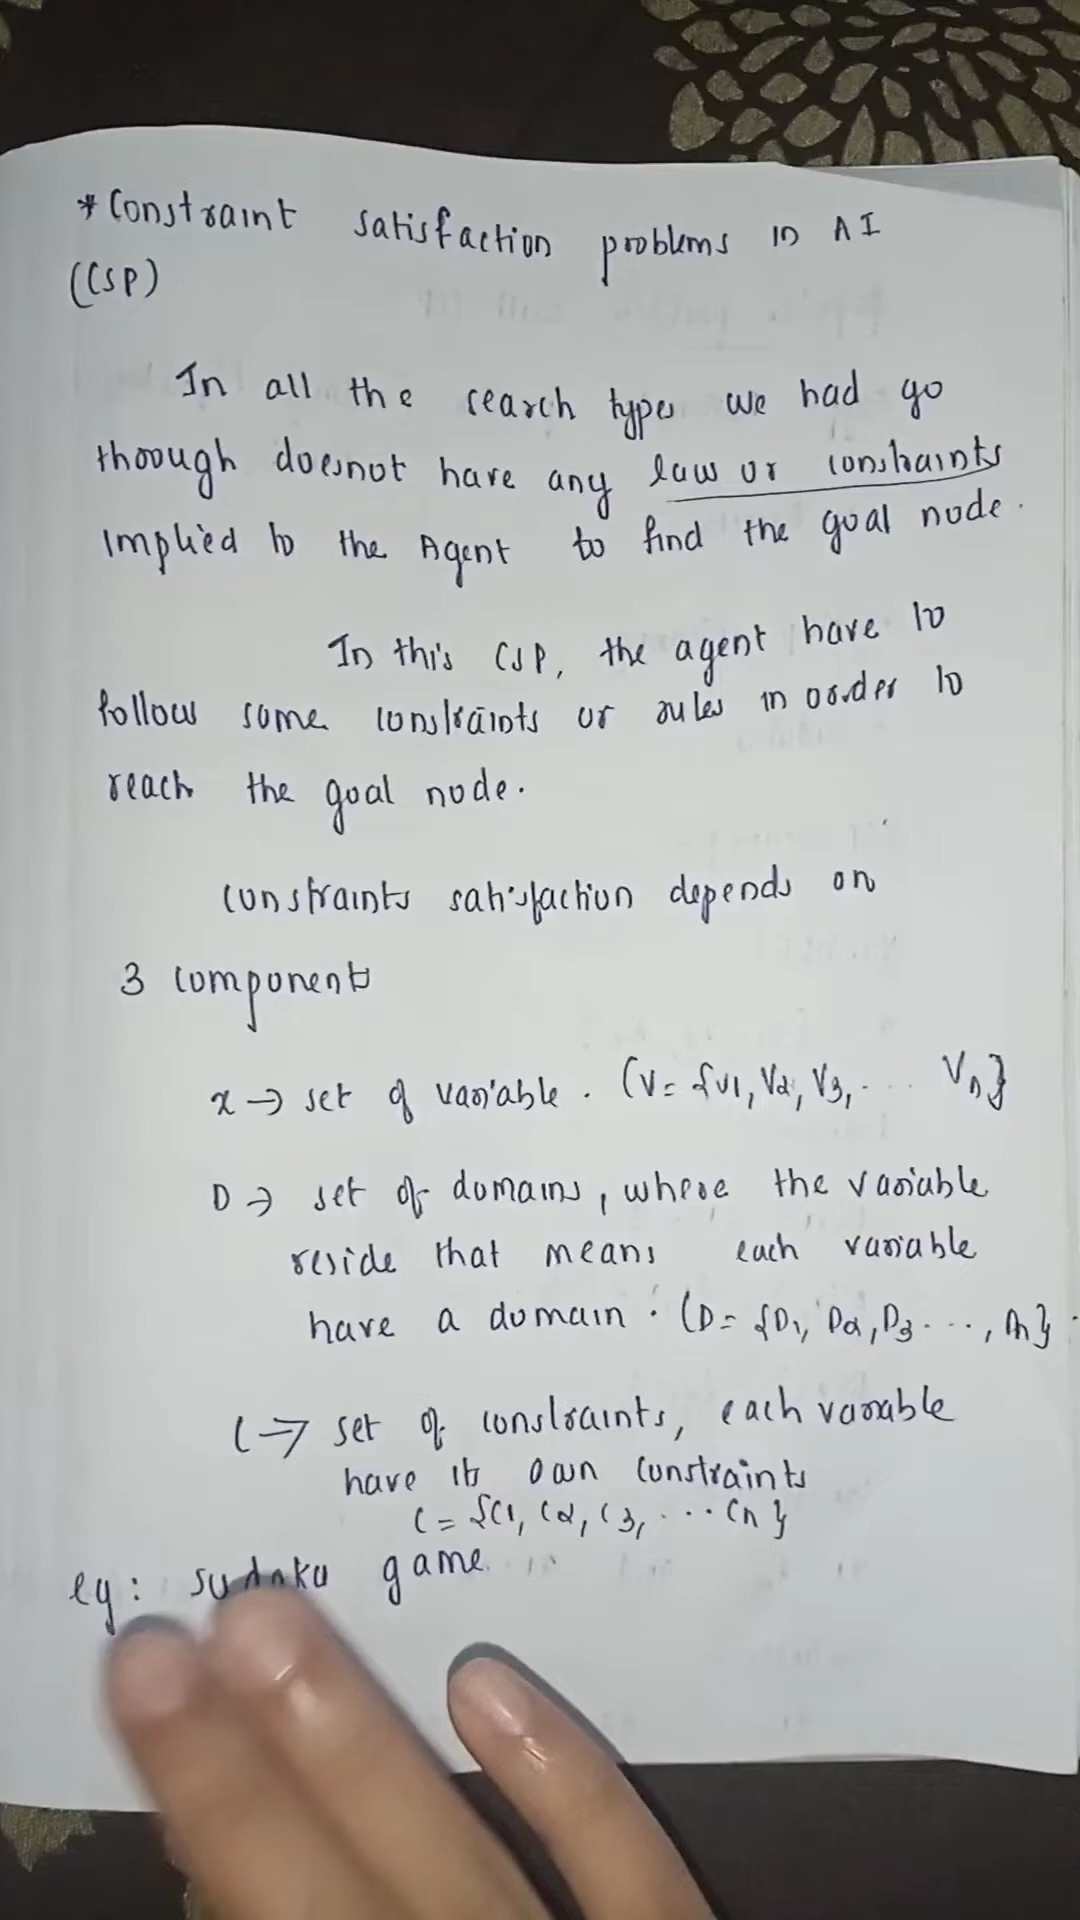 * Constraint satisfaction problems in AI
(CSP)
In all the search types we had go
though doesnot have any law or constraints
implied to the Agent to find the goal node.
In this CSP, the agent have to
follow some constraints or rules in oorder to
reach the goal node.
constraints satisfaction depends on
3 components
x → set of variable. (V = {V1, V2, V3, ... Vn}
D → set of domains, where the variable
reside that means each variable
have a domain. (D = {D1, D2, D3 ..., Dn}.
C → set of constraints, each varable
have its own constraints
C = {C1, C2, C3, ... Cn}
eg: sudoku game.